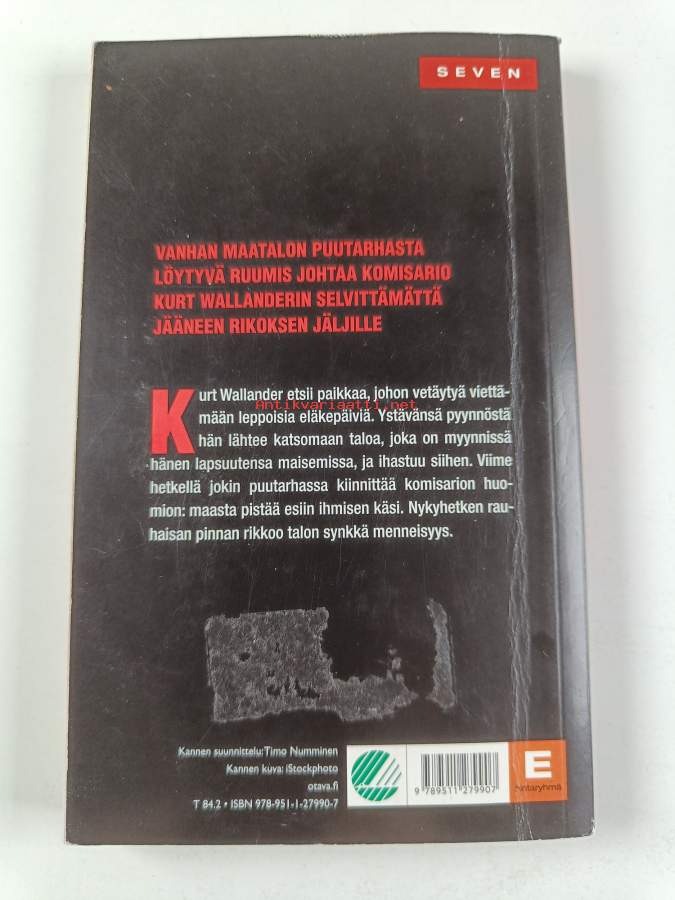 SEVEN
VANHAN MAATALON PUUTARHASTA
LÖYTYVÄ RUUMIS JOHTAA KOMISARIO
KURT WALLANDERIN SELVITTÄMÄTTÄ
JÄÄNEEN RIKOKSEN JÄLJILLE
Kurt Wallander etsii paikkaa, johon vetäytyä viettä-
Antikvariaatti.net
mään leppoisia eläkepäiviä. Ystävänsä pyynnöstä
hän lähtee katsomaan taloa, joka on myynnissä
hänen lapsuutensa maisemissa, ja ihastuu siihen. Viime
hetkellä jokin puutarhassa kiinnittää komisarion huo-
mion: maasta pistää esiin ihmisen käsi. Nykyhetken rau-
haisan pinnan rikkoo talon synkkä menneisyys.
Kannen suunnittelu: Timo Numminen
Kannen kuva: iStockphoto
otava.fi
T 84.2 • ISBN 978-951-1-27990-7
9 789511 279907
E
hintaryhmä